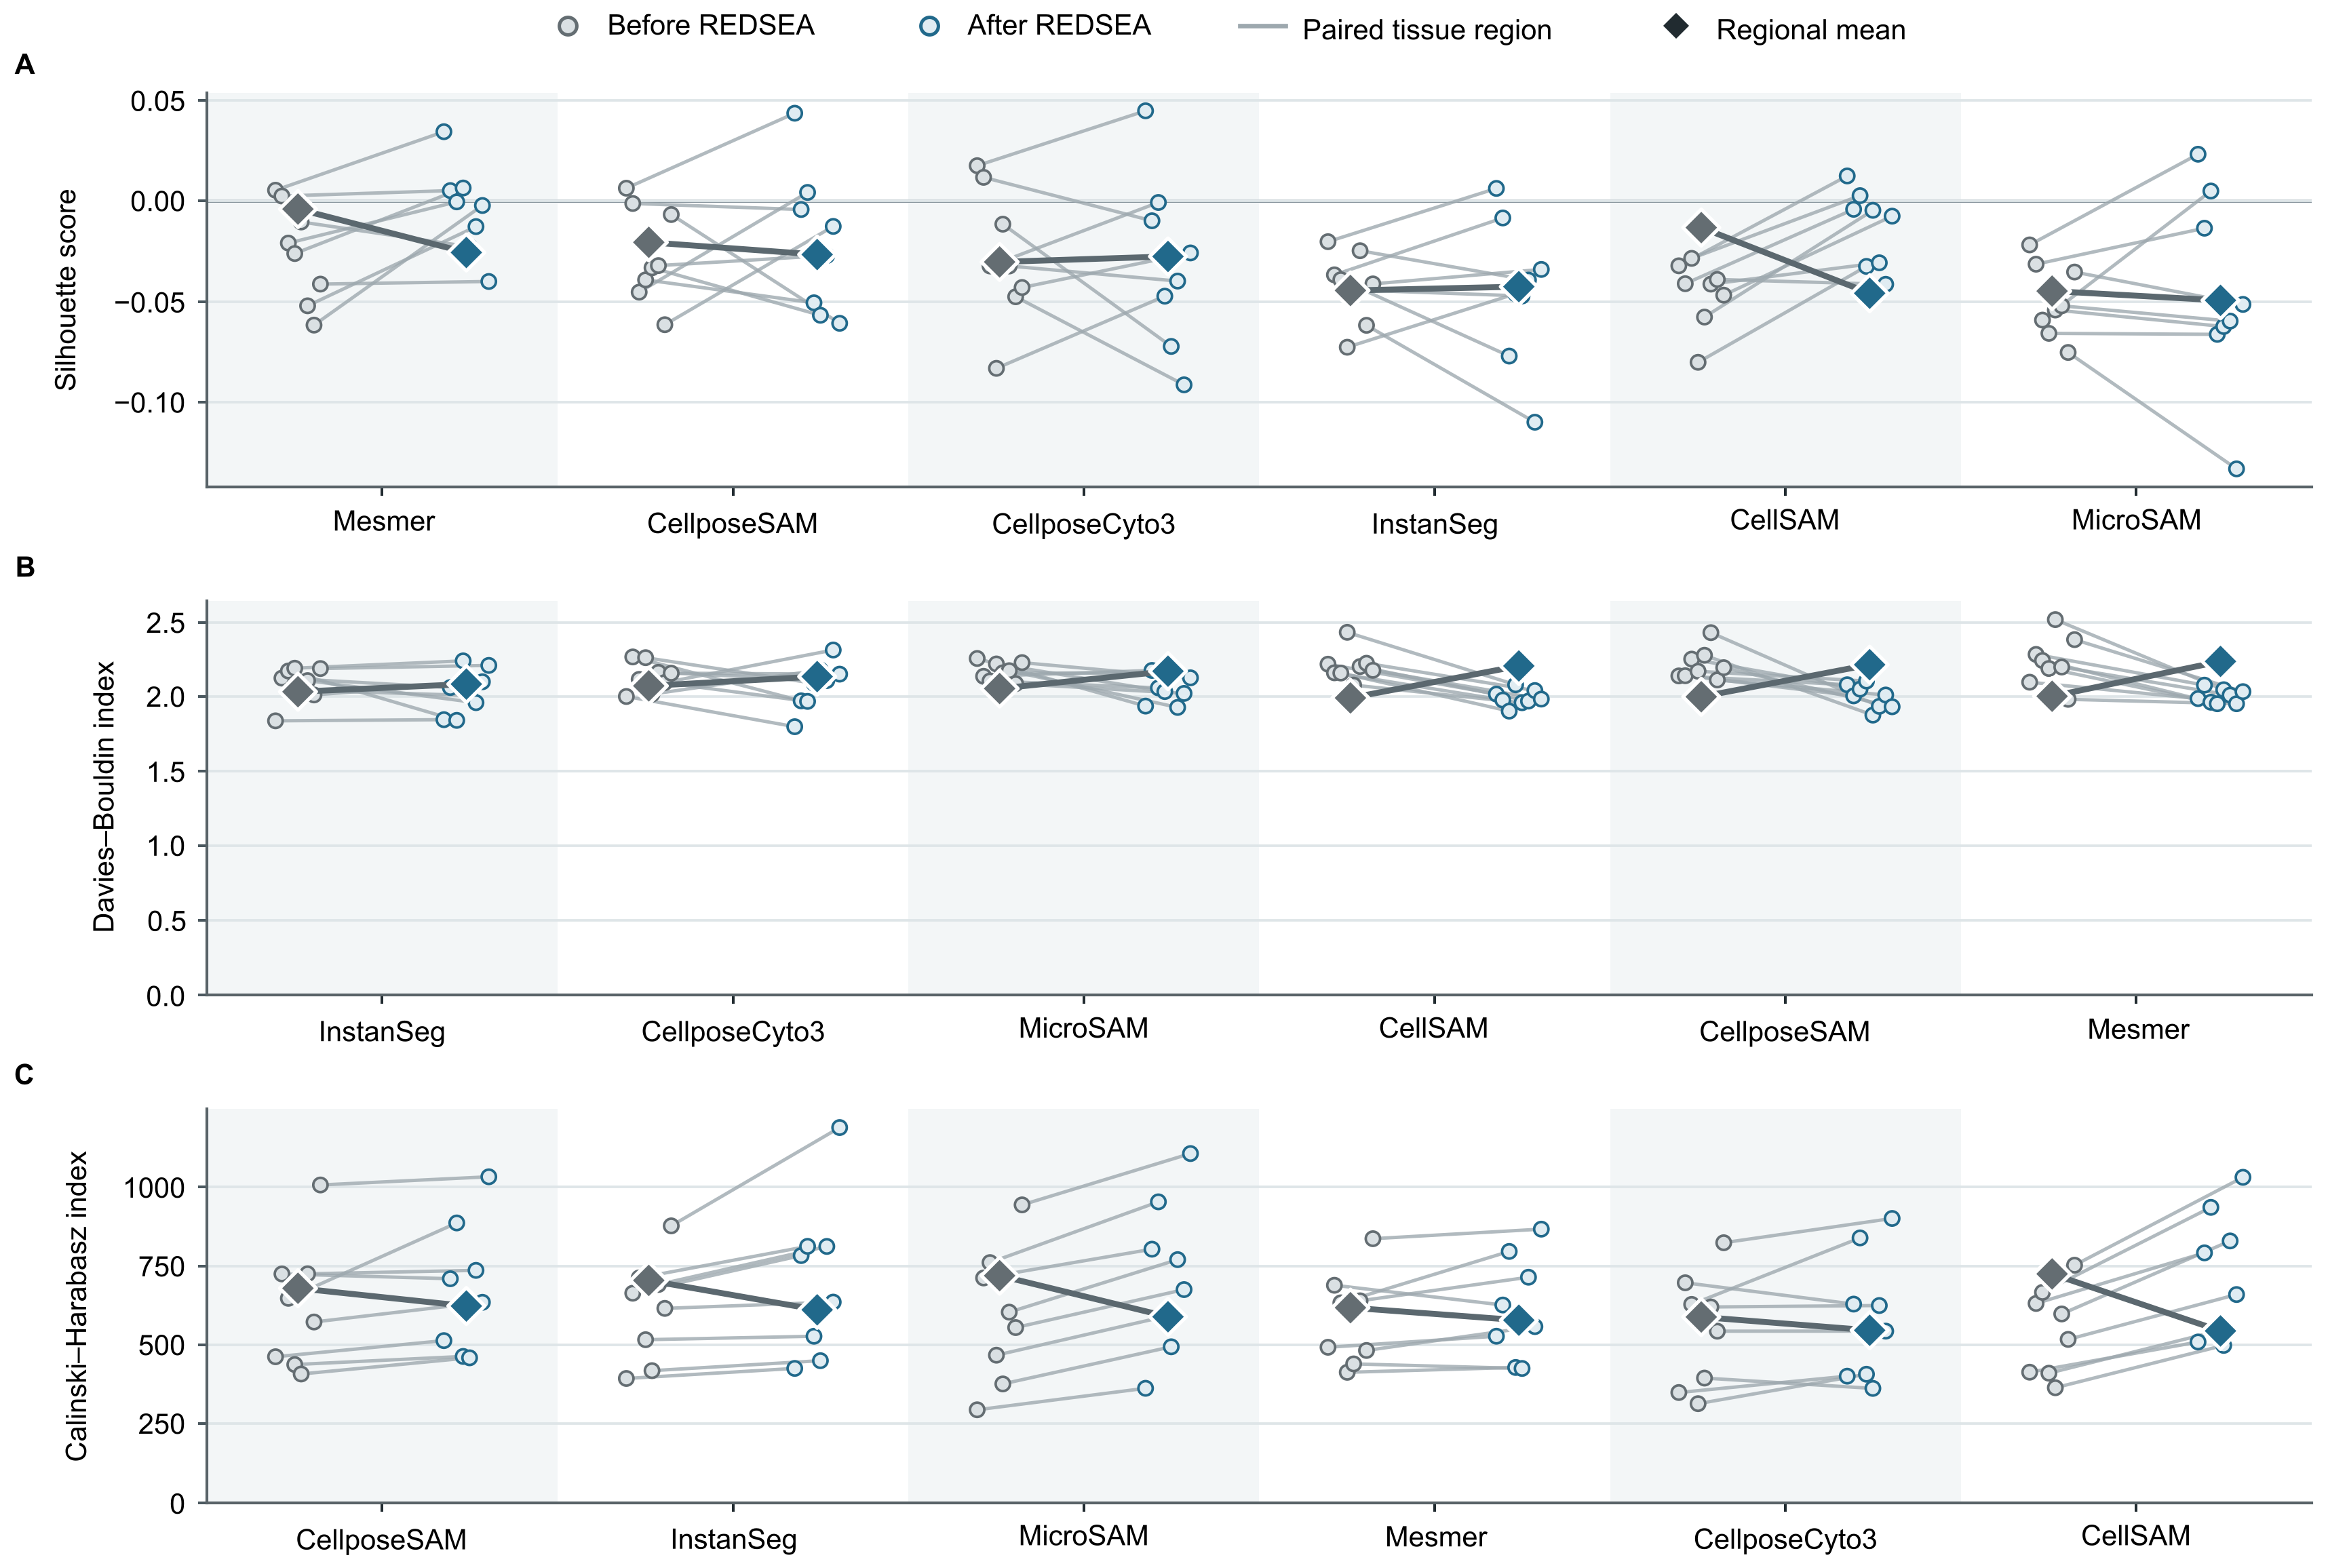 Before REDSEA After REDSEA Paired tissue region Regional mean
A
Silhouette score
0.05
0.00
−0.05
−0.10
Mesmer CellposeSAM CellposeCyto3 InstanSeg CellSAM MicroSAM
B
Davies–Bouldin index
2.5
2.0
1.5
1.0
0.5
0.0
InstanSeg CellposeCyto3 MicroSAM CellSAM CellposeSAM Mesmer
C
Calinski–Harabasz index
1000
750
500
250
0
CellposeSAM InstanSeg MicroSAM Mesmer CellposeCyto3 CellSAM